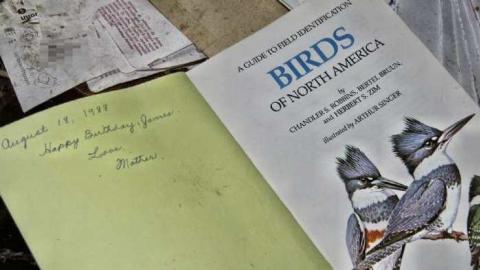 August 18, 1988
Happy Birthday, James.
Love
Mother.
A GUIDE TO FIELD IDENTIFICATION
BIRDS
OF NORTH AMERICA
by
CHANDLER S. ROBBINS, BERTEL BRUUN,
and HERBERT S. ZIM
illustrated by ARTHUR SINGER